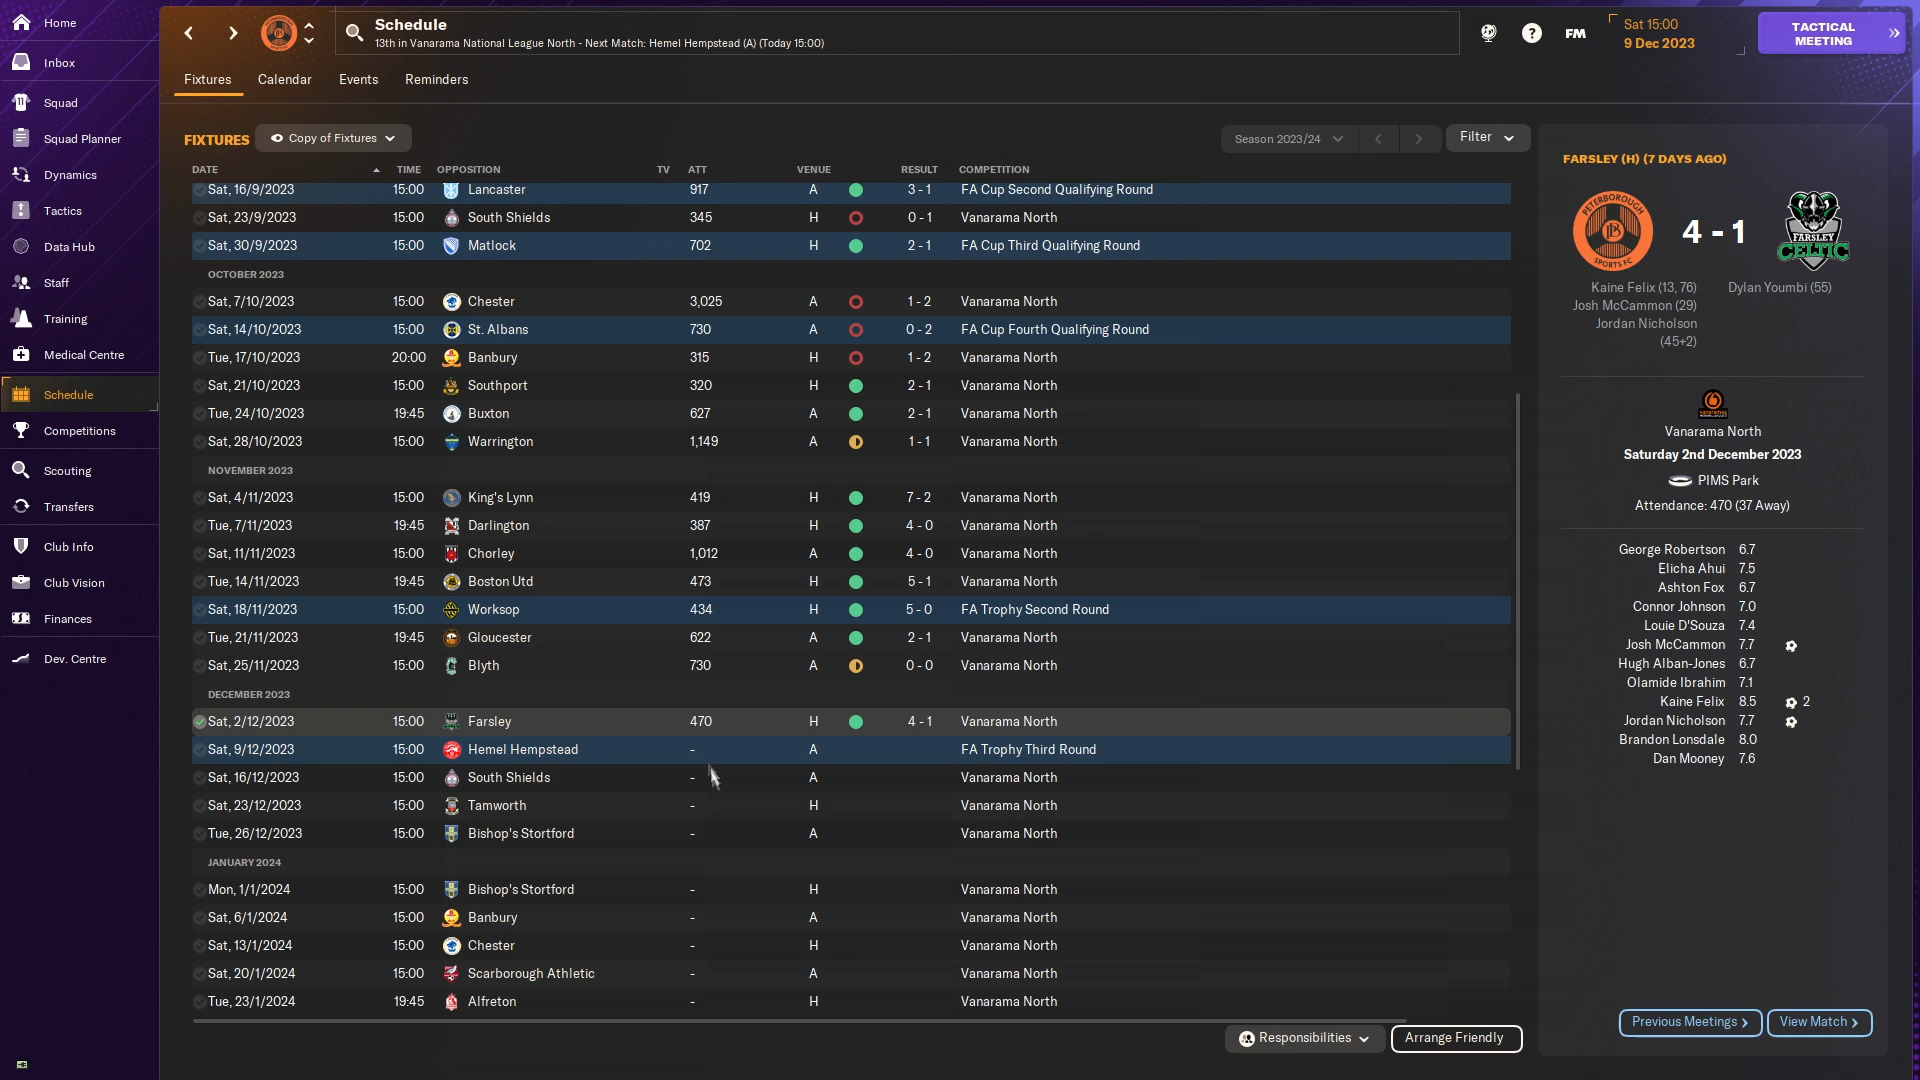 Home
Inbox
Squad
Squad Planner
Dynamics
Tactics
Data Hub
Staff
Training
Medical Centre
Schedule
Competitions
Scouting
Transfers
Club Info
Club Vision
Finances
Dev. Centre
Schedule
13th in Vanarama National League North - Next Match: Hemel Hempstead (A) (Today 15:00)
FM
Sat 15:00
9 Dec 2023
TACTICAL
MEETING
Fixtures Calendar Events Reminders
FIXTURES Copy of Fixtures Season 2023/24 Filter
DATE TIME OPPOSITION TV ATT VENUE RESULT COMPETITION
Sat, 16/9/2023 15:00 Lancaster 917 A 3 - 1 FA Cup Second Qualifying Round
Sat, 23/9/2023 15:00 South Shields 345 H 0 - 1 Vanarama North
Sat, 30/9/2023 15:00 Matlock 702 H 2 - 1 FA Cup Third Qualifying Round
OCTOBER 2023
Sat, 7/10/2023 15:00 Chester 3,025 A 1 - 2 Vanarama North
Sat, 14/10/2023 15:00 St. Albans 730 A 0 - 2 FA Cup Fourth Qualifying Round
Tue, 17/10/2023 20:00 Banbury 315 H 1 - 2 Vanarama North
Sat, 21/10/2023 15:00 Southport 320 H 2 - 1 Vanarama North
Tue, 24/10/2023 19:45 Buxton 627 A 2 - 1 Vanarama North
Sat, 28/10/2023 15:00 Warrington 1,149 A 1 - 1 Vanarama North
NOVEMBER 2023
Sat, 4/11/2023 15:00 King's Lynn 419 H 7 - 2 Vanarama North
Tue, 7/11/2023 19:45 Darlington 387 H 4 - 0 Vanarama North
Sat, 11/11/2023 15:00 Chorley 1,012 A 4 - 0 Vanarama North
Tue, 14/11/2023 19:45 Boston Utd 473 H 5 - 1 Vanarama North
Sat, 18/11/2023 15:00 Worksop 434 H 5 - 0 FA Trophy Second Round
Tue, 21/11/2023 19:45 Gloucester 622 A 2 - 1 Vanarama North
Sat, 25/11/2023 15:00 Blyth 730 A 0 - 0 Vanarama North
DECEMBER 2023
Sat, 2/12/2023 15:00 Farsley 470 H 4 - 1 Vanarama North
Sat, 9/12/2023 15:00 Hemel Hempstead - A FA Trophy Third Round
Sat, 16/12/2023 15:00 South Shields - A Vanarama North
Sat, 23/12/2023 15:00 Tamworth - H Vanarama North
Tue, 26/12/2023 15:00 Bishop's Stortford - A Vanarama North
JANUARY 2024
Mon, 1/1/2024 15:00 Bishop's Stortford - H Vanarama North
Sat, 6/1/2024 15:00 Banbury - A Vanarama North
Sat, 13/1/2024 15:00 Chester - H Vanarama North
Sat, 20/1/2024 15:00 Scarborough Athletic - A Vanarama North
Tue, 23/1/2024 19:45 Alfreton - H Vanarama North
Responsibilities Arrange Friendly
FARSLEY (H) (7 DAYS AGO)
PETERBOROUGH
SPORTS FC
4 - 1
FARSLEY
CELTIC
Kaine Felix (13, 76) Dylan Youmbi (55)
Josh McCammon (29)
Jordan Nicholson
(45+2)
vanarama
Vanarama North
Saturday 2nd December 2023
PIMS Park
Attendance: 470 (37 Away)
George Robertson 6.7
Elicha Ahui 7.5
Ashton Fox 6.7
Connor Johnson 7.0
Louie D'Souza 7.4
Josh McCammon 7.7
Hugh Alban-Jones 6.7
Olamide Ibrahim 7.1
Kaine Felix 8.5 2
Jordan Nicholson 7.7
Brandon Lonsdale 8.0
Dan Mooney 7.6
Previous Meetings View Match